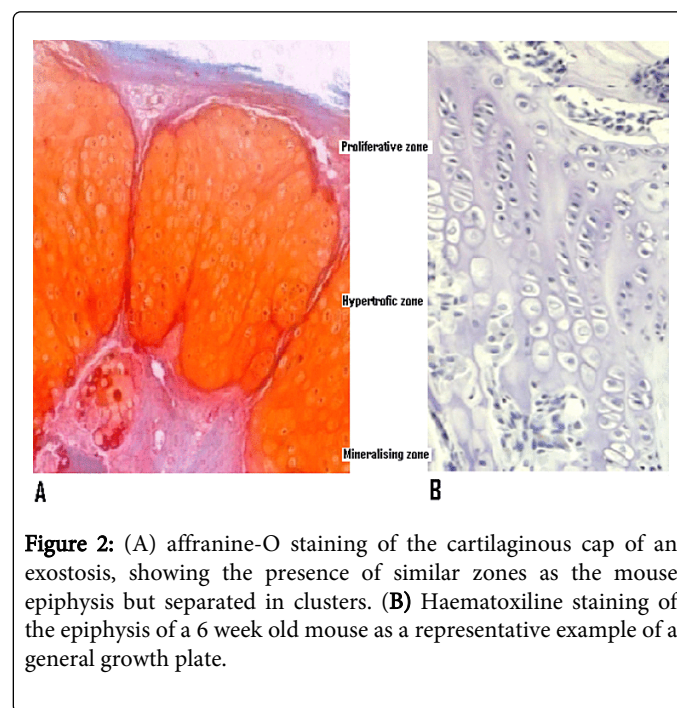 Proliferative zone
Hypertrofic zone
Mineralising zone
A
B
Figure 2: (A) affranine-O staining of the cartilaginous cap of an
exostosis, showing the presence of similar zones as the mouse
epiphysis but separated in clusters. (B) Haematoxiline staining of
the epiphysis of a 6 week old mouse as a representative example of a
general growth plate.